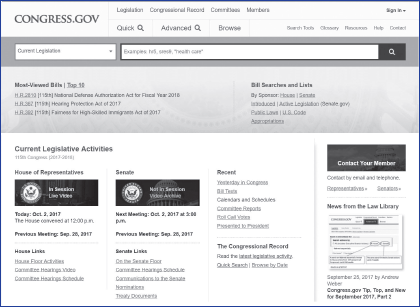 CONGRESS.GOV
Legislation Congressional Record Committees Members
Sign in
Quick Advanced Browse
Search Tools Glossary Resources Help Contact
Current Legislation
Examples: hr5, sres9, "health care"
Most-Viewed Bills | Top 10
H.R.2810 [115th] National Defense Authorization Act for Fiscal Year 2018
H.R.367 [115th] Hearing Protection Act of 2017
H.R.392 [115th] Fairness for High-Skilled Immigrants Act of 2017
Bill Searches and Lists
By Sponsor: House | Senate
Introduced | Active Legislation (Senate.gov)
Public Laws | U.S. Code
Appropriations
Current Legislative Activities
115th Congress (2017-2018)
House of Representatives
In Session
Live Video
Today: Oct. 2, 2017
The House convened at 12:00 p.m.
Previous Meeting: Sep. 28, 2017
House Links
House Floor Activities
Committee Hearings Video
Committee Hearings Schedule
Senate
Not in Session
Video Archive
Next Meeting: Oct. 2, 2017 at 3:00
p.m.
Previous Meeting: Sep. 28, 2017
Senate Links
On the Senate Floor
Committee Hearings Schedule
Communications to the Senate
Nominations
Treaty Documents
Recent
Yesterday in Congress
Bill Texts
Calendars and Schedules
Committee Reports
Roll Call Votes
Presented to President
The Congressional Record
Read the latest legislative activity.
Quick Search | Browse by Date
Contact Your Member
Contact by email and telephone.
Representatives Senators
News from the Law Library
September 25, 2017 by Andrew
Weber
Congress.gov Tip, Top, and New
for September 2017, Part 2